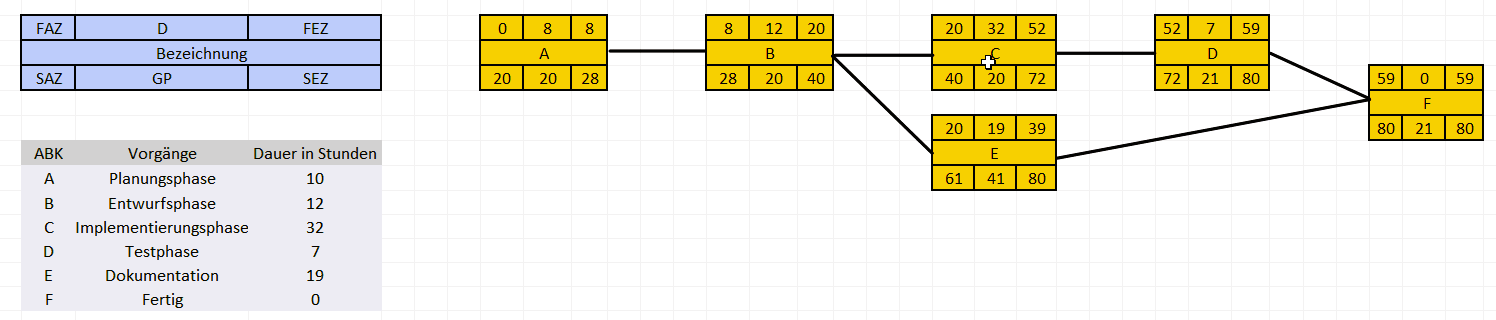 FAZ D FEZ
Bezeichnung
SAZ GP SEZ
0 8 8
A
20 20 28
8 12 20
B
28 20 40
20 32 52
C
40 20 72
52 7 59
D
72 21 80
59 0 59
F
80 21 80
20 19 39
E
61 41 80
ABK Vorgänge Dauer in Stunden
A Planungsphase 10
B Entwurfsphase 12
C Implementierungsphase 32
D Testphase 7
E Dokumentation 19
F Fertig 0